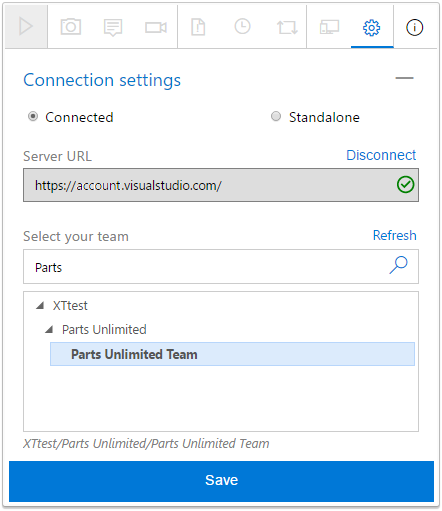 Connection settings
Connected
Standalone
Server URL
Disconnect
https://account.visualstudio.com/
Select your team
Refresh
Parts
XTtest
Parts Unlimited
Parts Unlimited Team
XTtest/Parts Unlimited/Parts Unlimited Team
Save